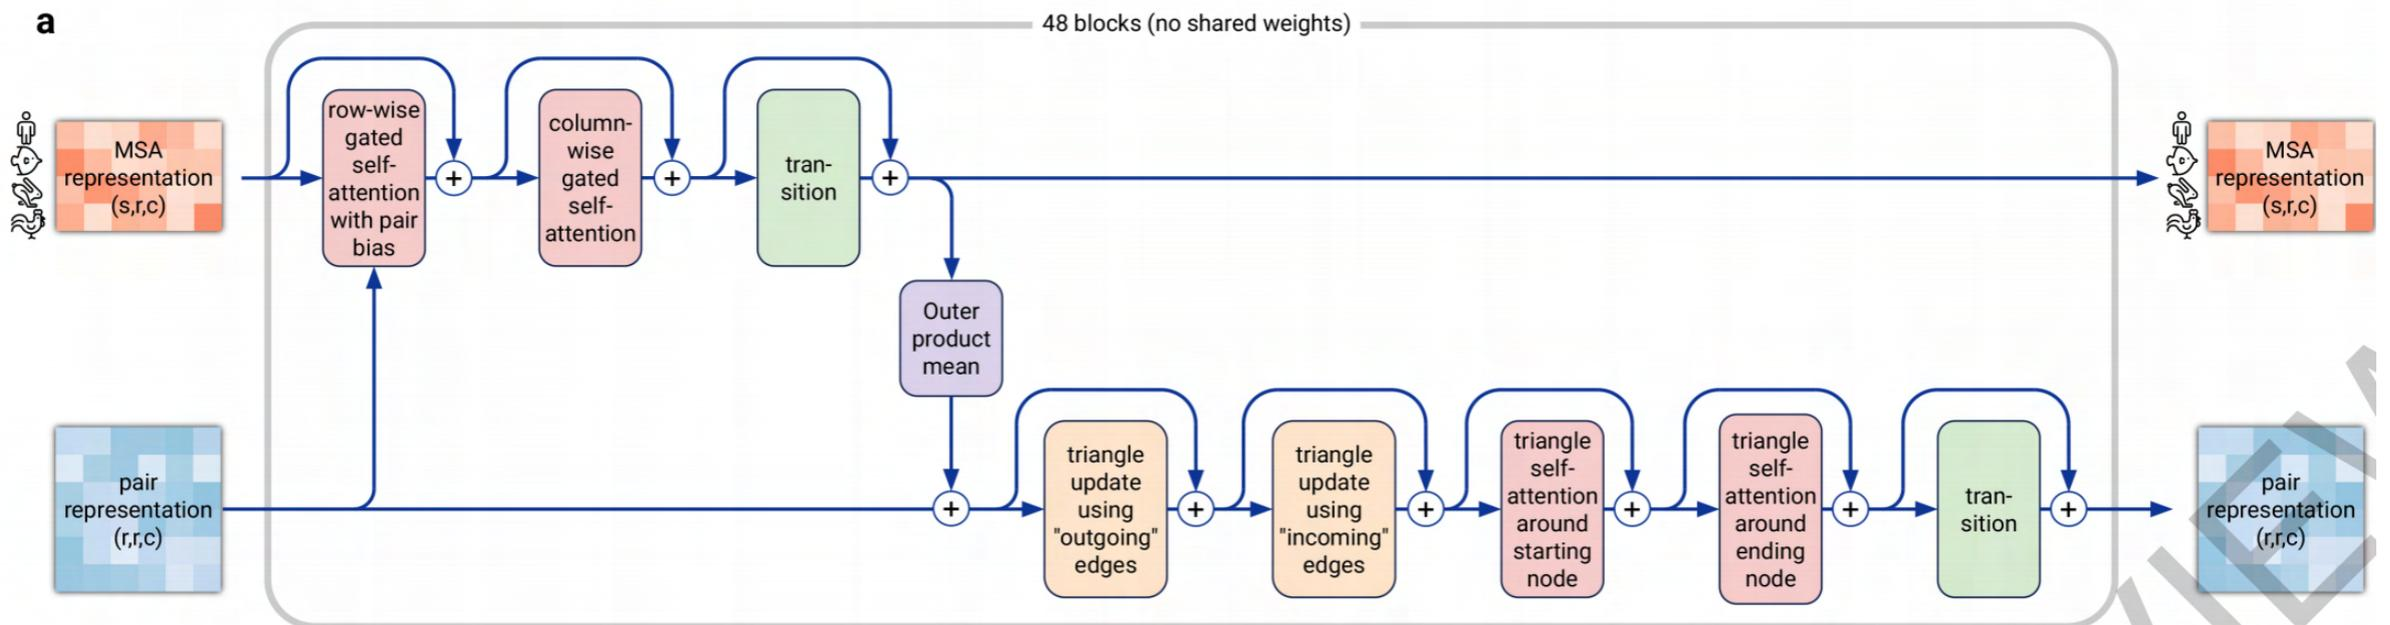 a
48 blocks (no shared weights)
MSA
representation
(s,r,c)
row-wise
gated
self-
attention
with pair
bias
+
column-
wise
gated
self-
attention
+
tran-
sition
+
MSA
representation
(s,r,c)
Outer
product
mean
pair
representation
(r,r,c)
+
triangle
update
using
"outgoing"
edges
+
triangle
update
using
"incoming"
edges
+
triangle
self-
attention
around
starting
node
+
triangle
self-
attention
around
ending
node
+
tran-
sition
+
pair
representation
(r,r,c)